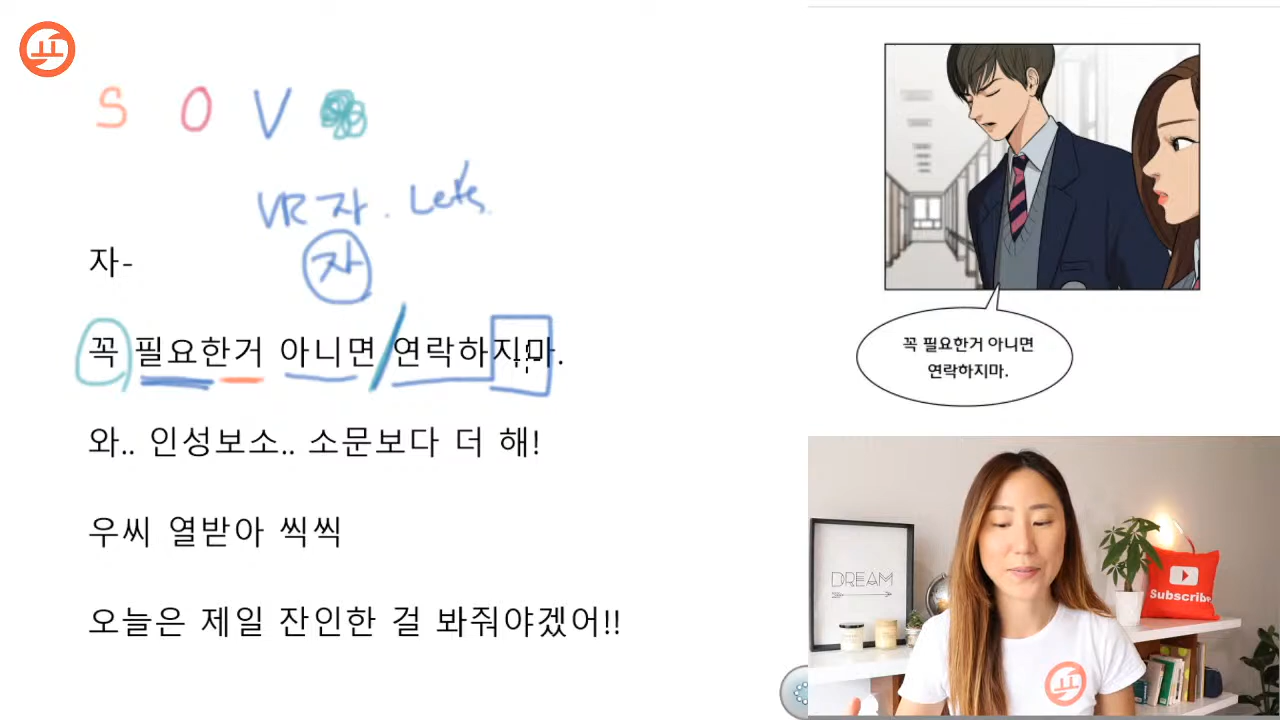 S O V
VR 자. Let's.
자
자-
꼭 필요한거 아니면 연락하지마.
와.. 인성보소.. 소문보다 더 해!
우씨 열받아 씩씩
오늘은 제일 잔인한 걸 봐줘야겠어!!
꼭 필요한거 아니면
연락하지마.
DREAM
Subscribe